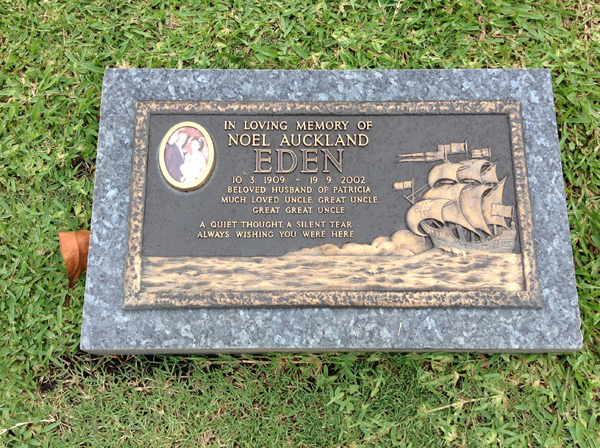 IN LOVING MEMORY OF
NOEL AUCKLAND
EDEN
10. 3. 1909 - 19. 9. 2002
BELOVED HUSBAND OF PATRICIA
MUCH LOVED UNCLE, GREAT UNCLE,
GREAT GREAT UNCLE
A QUIET THOUGHT, A SILENT TEAR
ALWAYS WISHING YOU WERE HERE